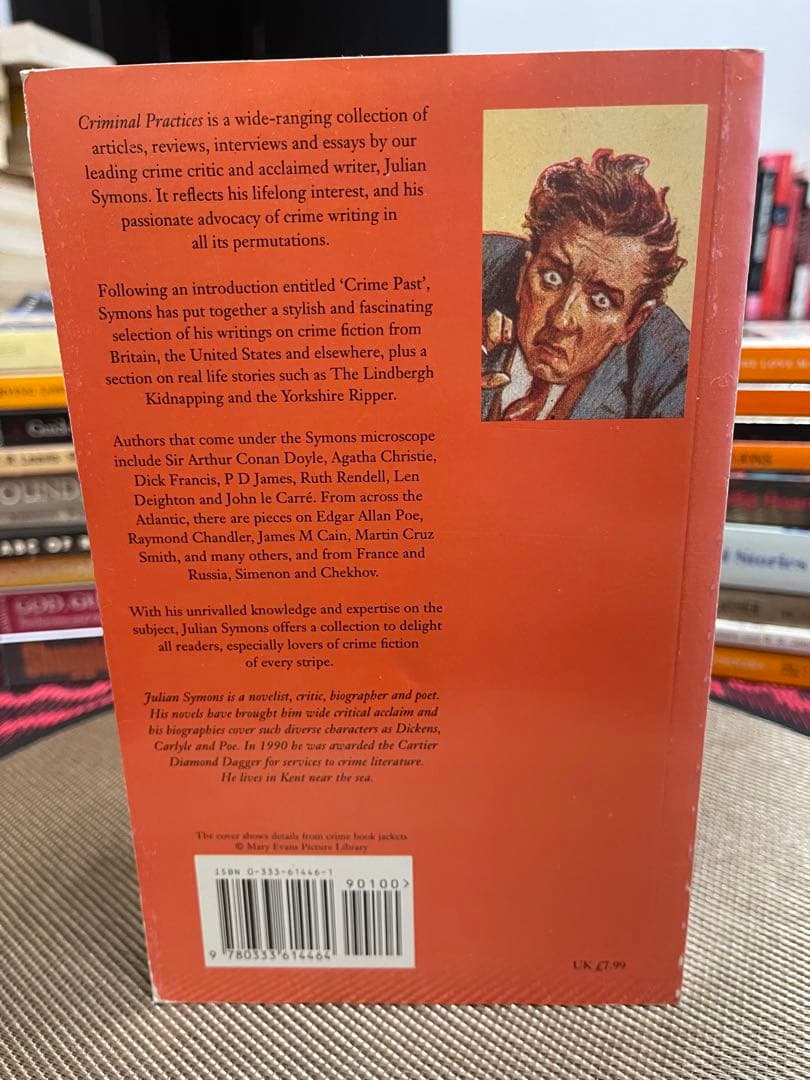 Criminal Practices is a wide-ranging collection of
articles, reviews, interviews and essays by our
leading crime critic and acclaimed writer, Julian
Symons. It reflects his lifelong interest, and his
passionate advocacy of crime writing in
all its permutations.
Following an introduction entitled ‘Crime Past’,
Symons has put together a stylish and fascinating
selection of his writings on crime fiction from
Britain, the United States and elsewhere, plus a
section on real life stories such as The Lindbergh
Kidnapping and the Yorkshire Ripper.
Authors that come under the Symons microscope
include Sir Arthur Conan Doyle, Agatha Christie,
Dick Francis, P D James, Ruth Rendell, Len
Deighton and John le Carré. From across the
Atlantic, there are pieces on Edgar Allan Poe,
Raymond Chandler, James M Cain, Martin Cruz
Smith, and many others, and from France and
Russia, Simenon and Chekhov.
With his unrivalled knowledge and expertise on the
subject, Julian Symons offers a collection to delight
all readers, especially lovers of crime fiction
of every stripe.
Julian Symons is a novelist, critic, biographer and poet.
His novels have brought him wide critical acclaim and
his biographies cover such diverse characters as Dickens,
Carlyle and Poe. In 1990 he was awarded the Cartier
Diamond Dagger for services to crime literature.
He lives in Kent near the sea.
The cover shows details from crime book jackets
© Mary Evans Picture Library
ISBN 0-333-61446-1
90100>
9 780333 614464
UK £7.99
OUND
ABC OF
GOD
Stories